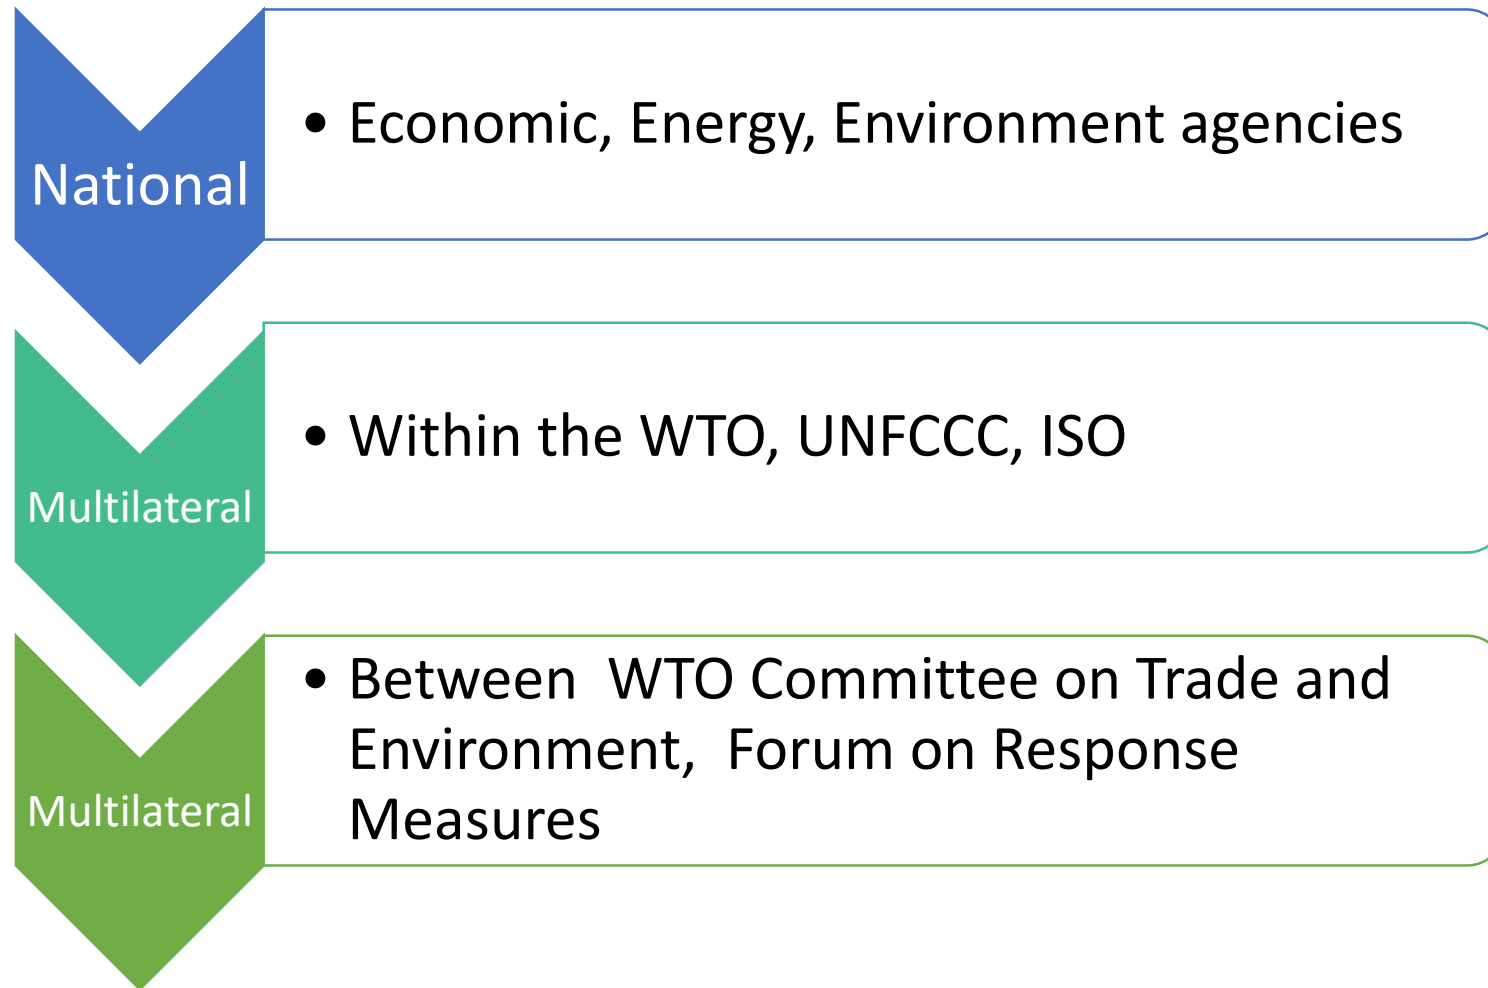 National
• Economic, Energy, Environment agencies
Multilateral
• Within the WTO, UNFCCC, ISO
Multilateral
• Between  WTO Committee on Trade and
Environment,  Forum on Response
Measures